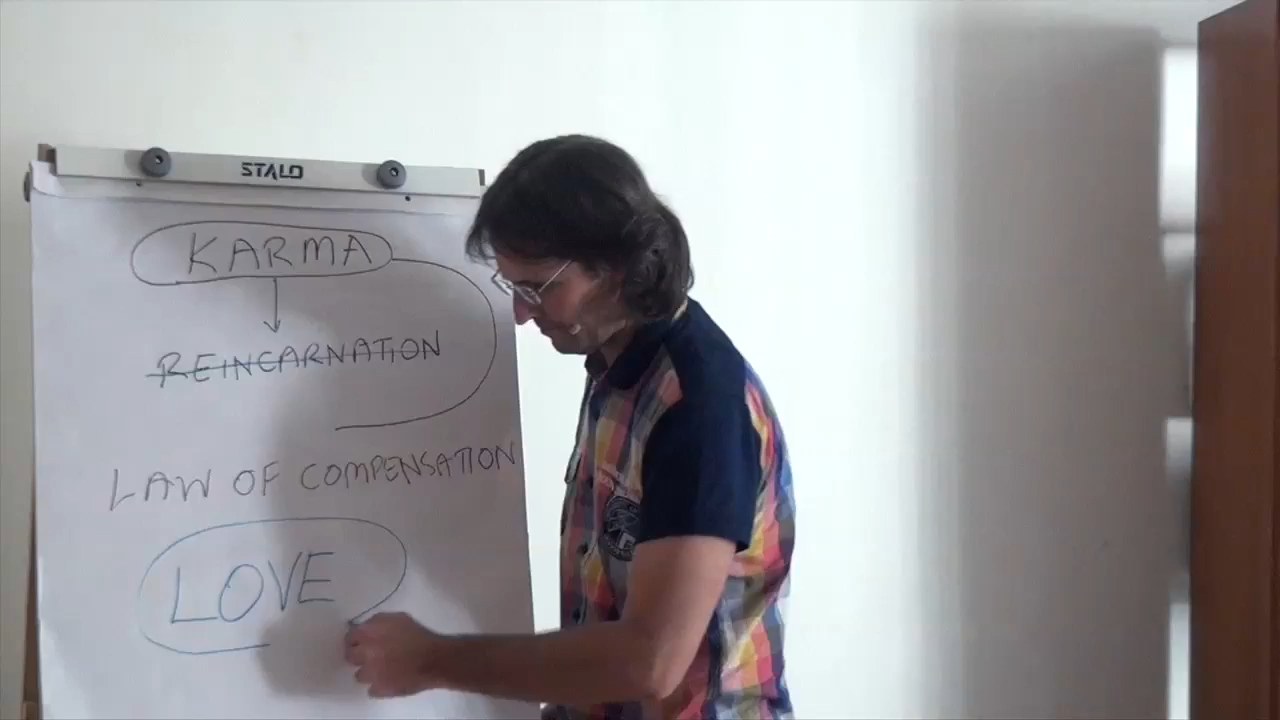 STALO
KARMA
REINCARNATION
LAW OF COMPENSATION
LOVE